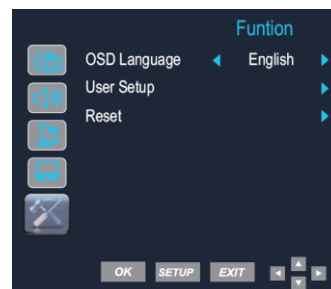 Funtion
OSD Language English
User Setup
Reset
OK SETUP EXIT